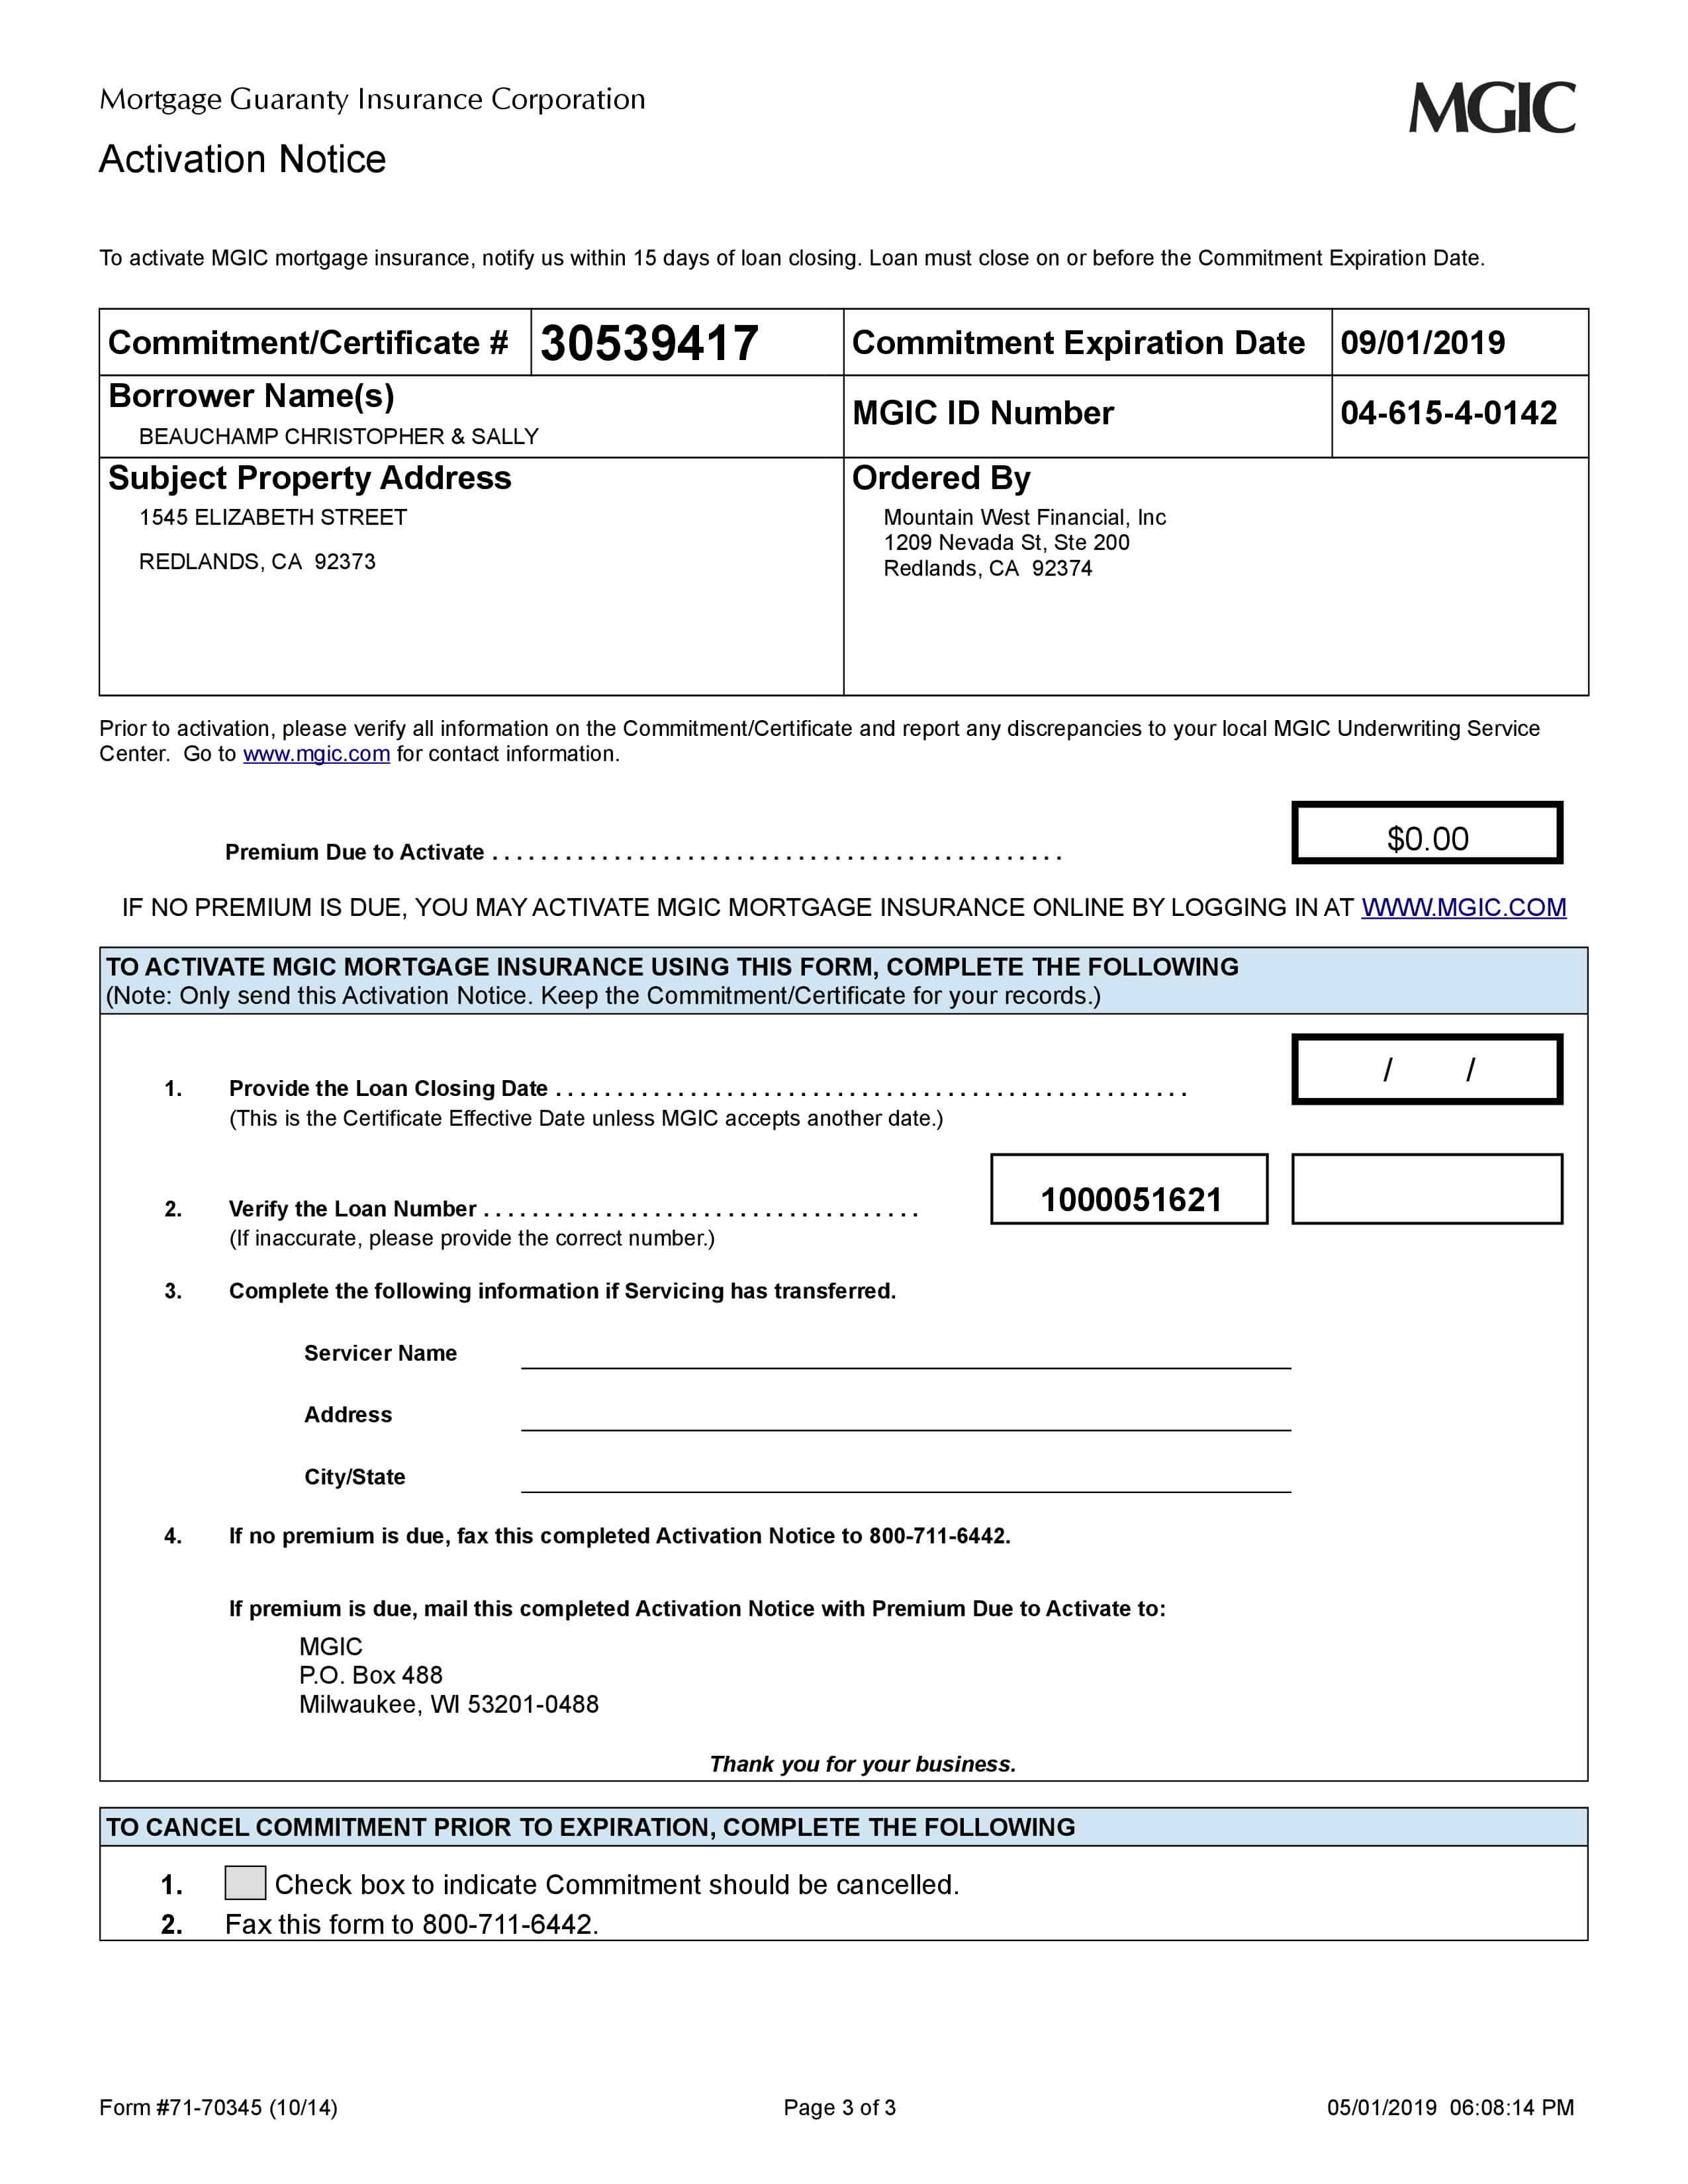 Mortgage Guaranty Insurance Corporation
MGIC
Activation Notice
To activate MGIC mortgage insurance, notify us within 15 days of loan closing. Loan must close on or before the Commitment Expiration Date.
Commitment/Certificate # 30539417 Commitment Expiration Date 09/01/2019
Borrower Name(s)
BEAUCHAMP CHRISTOPHER & SALLY
MGIC ID Number 04-615-4-0142
Subject Property Address
1545 ELIZABETH STREET
REDLANDS, CA 92373
Ordered By
Mountain West Financial, Inc
1209 Nevada St, Ste 200
Redlands, CA 92374
Prior to activation, please verify all information on the Commitment/Certificate and report any discrepancies to your local MGIC Underwriting Service
Center. Go to www.mgic.com for contact information.
Premium Due to Activate . . . . . . . . . . . . . . . . . . . . . . . . . . . . . . . . . . . . . . . . . . . . . . . $0.00
IF NO PREMIUM IS DUE, YOU MAY ACTIVATE MGIC MORTGAGE INSURANCE ONLINE BY LOGGING IN AT WWW.MGIC.COM
TO ACTIVATE MGIC MORTGAGE INSURANCE USING THIS FORM, COMPLETE THE FOLLOWING
(Note: Only send this Activation Notice. Keep the Commitment/Certificate for your records.)
1. Provide the Loan Closing Date . . . . . . . . . . . . . . . . . . . . . . . . . . . . . . . . . . . . . . . . . . . . . . . . . . . . / /
(This is the Certificate Effective Date unless MGIC accepts another date.)
2. Verify the Loan Number . . . . . . . . . . . . . . . . . . . . . . . . . . . . . . . . . . . . 1000051621
(If inaccurate, please provide the correct number.)
3. Complete the following information if Servicing has transferred.
Servicer Name
Address
City/State
4. If no premium is due, fax this completed Activation Notice to 800-711-6442.
If premium is due, mail this completed Activation Notice with Premium Due to Activate to:
MGIC
P.O. Box 488
Milwaukee, WI 53201-0488
Thank you for your business.
TO CANCEL COMMITMENT PRIOR TO EXPIRATION, COMPLETE THE FOLLOWING
1. Check box to indicate Commitment should be cancelled.
2. Fax this form to 800-711-6442.
Form #71-70345 (10/14) Page 3 of 3 05/01/2019 06:08:14 PM